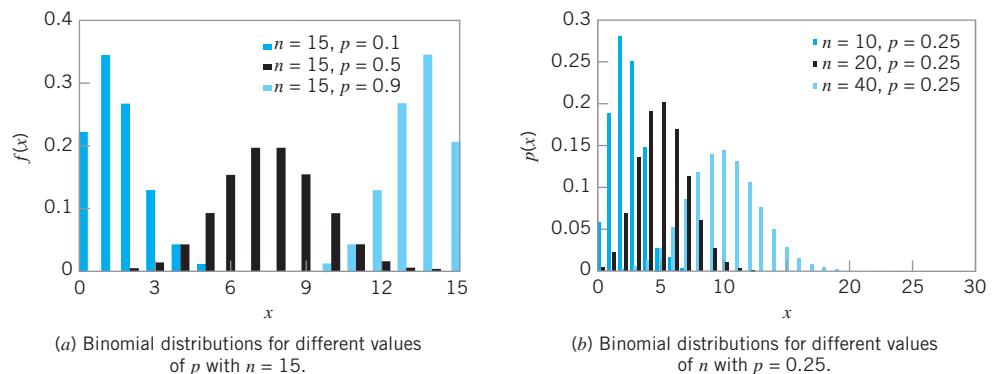 0.4
0.3
0.2
0.1
0
f(x)
n = 15, p = 0.1
n = 15, p = 0.5
n = 15, p = 0.9
0 3 6 9 12 15
x
(a) Binomial distributions for different values
of p with n = 15.
0.3
0.25
0.2
0.15
0.1
0.05
0
p(x)
n = 10, p = 0.25
n = 20, p = 0.25
n = 40, p = 0.25
0 5 10 15 20 25 30
x
(b) Binomial distributions for different values
of n with p = 0.25.